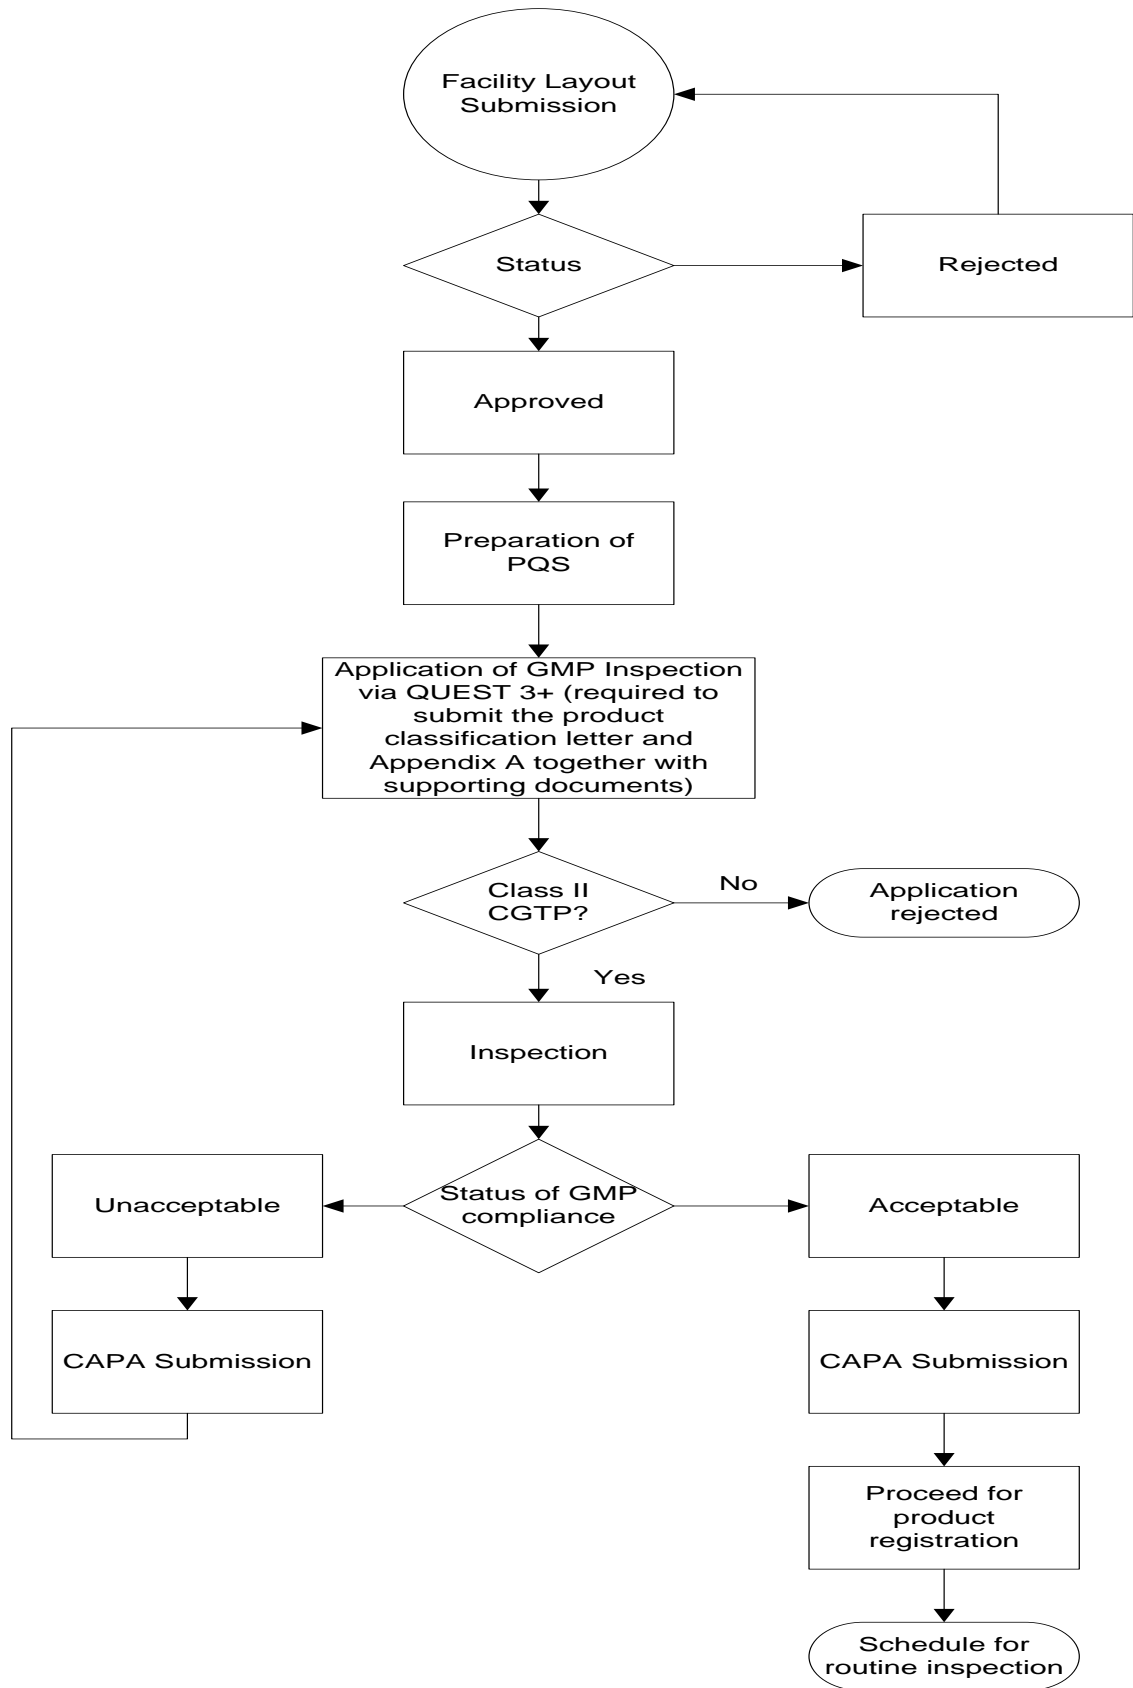 Facility Layout
Submission
Status
Rejected
Approved
Preparation of
PQS
Application of GMP Inspection
via QUEST 3+ (required to
submit the product
classification letter and
Appendix A together with
supporting documents)
Class II
CGTP?
No
Application
rejected
Yes
Inspection
Unacceptable
Status of GMP
compliance
Acceptable
CAPA Submission
CAPA Submission
Proceed for
product
registration
Schedule for
routine inspection